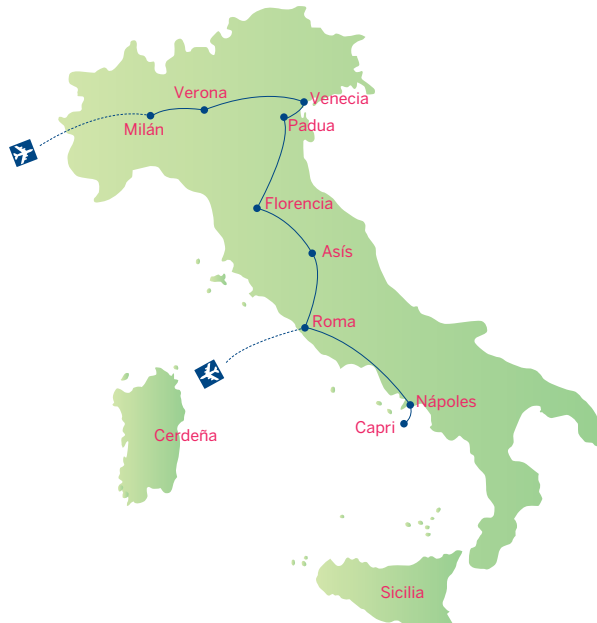 Verona
Venecia
Milán
Padua
Florencia
Asís
Roma
Nápoles
Capri
Cerdeña
Sicilia